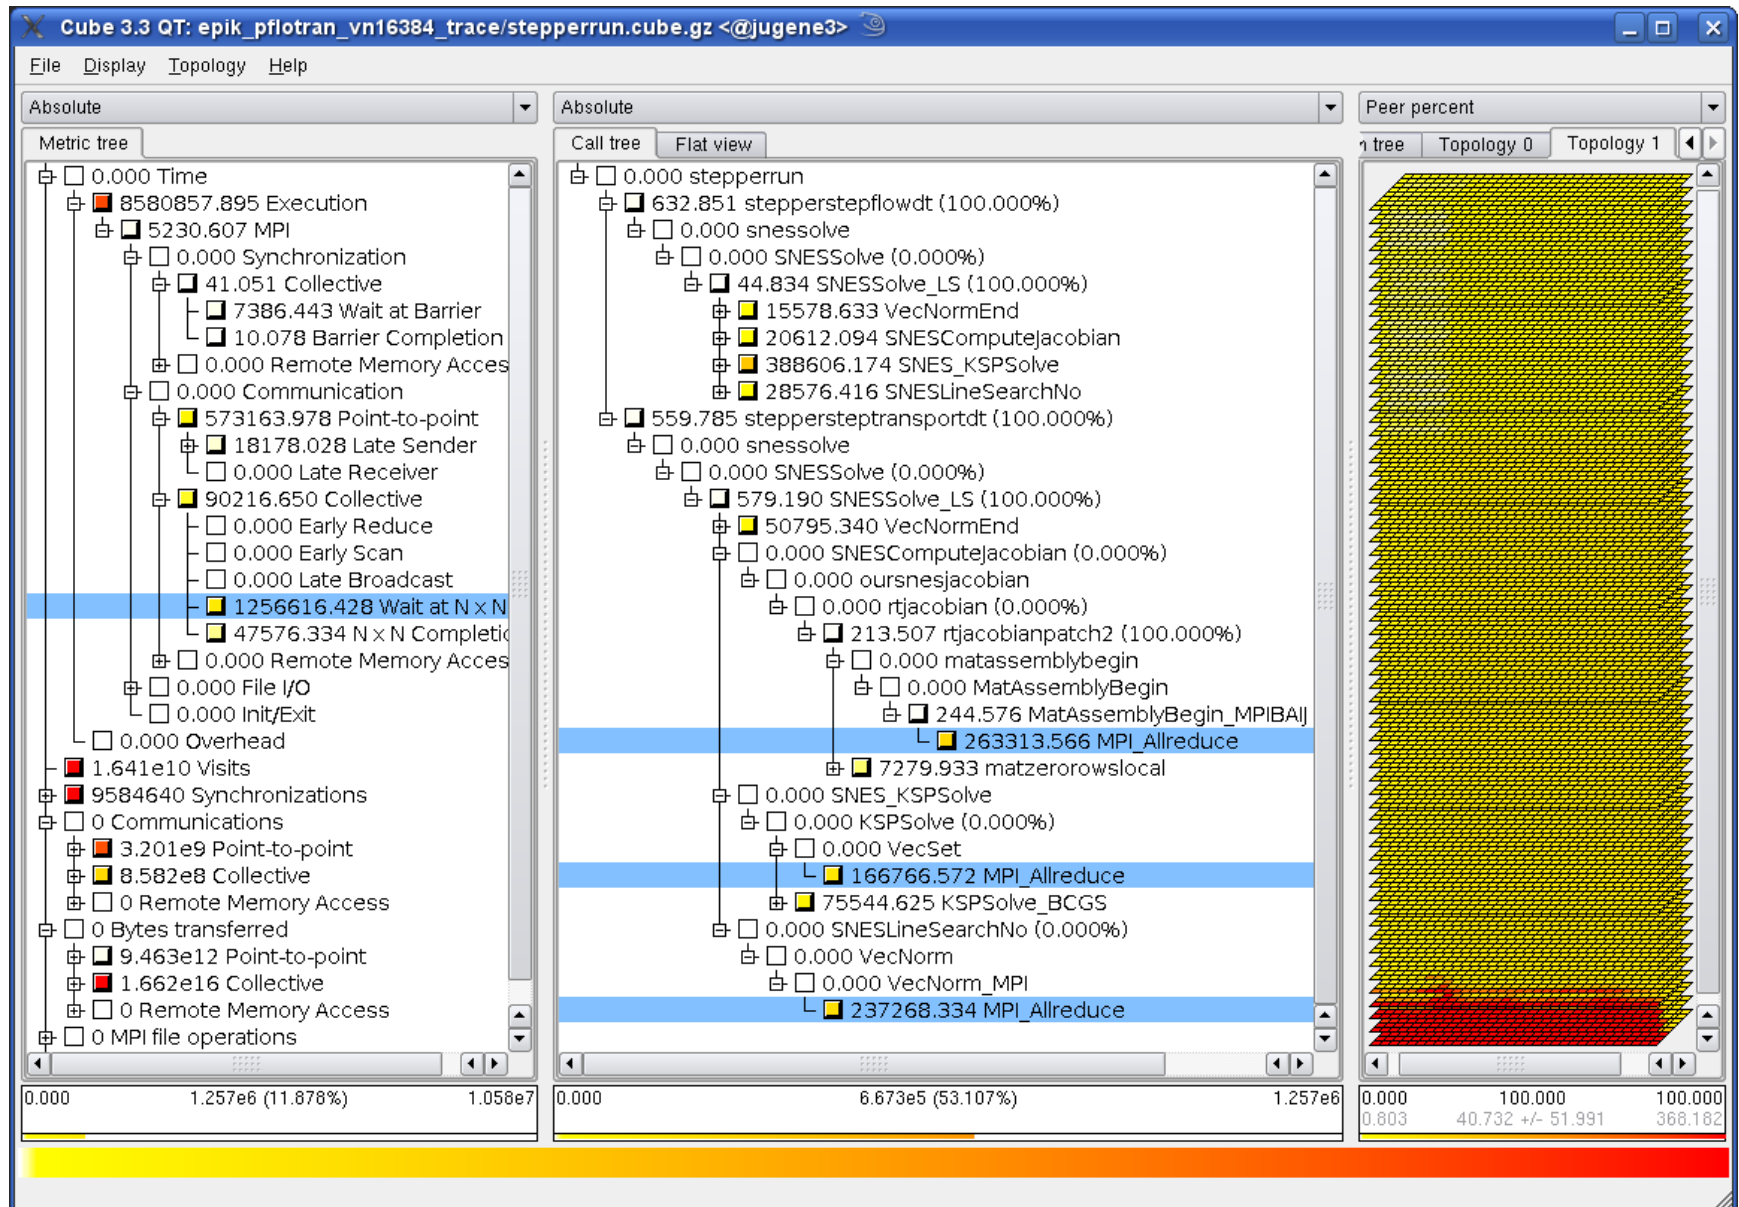 Cube 3.3 QT: epik_pflotran_vn16384_trace/stepperrun.cube.gz <@jugene3>
File Display Topology Help
Absolute
Metric tree
0.000 Time
8580857.895 Execution
5230.607 MPI
0.000 Synchronization
41.051 Collective
7386.443 Wait at Barrier
10.078 Barrier Completion
0.000 Remote Memory Acces
0.000 Communication
573163.978 Point-to-point
18178.028 Late Sender
0.000 Late Receiver
90216.650 Collective
0.000 Early Reduce
0.000 Early Scan
0.000 Late Broadcast
1256616.428 Wait at N x N
47576.334 N x N Completi
0.000 Remote Memory Acces
0.000 File I/O
0.000 Init/Exit
0.000 Overhead
1.641e10 Visits
9584640 Synchronizations
0 Communications
3.201e9 Point-to-point
8.582e8 Collective
0 Remote Memory Access
0 Bytes transferred
9.463e12 Point-to-point
1.662e16 Collective
0 Remote Memory Access
0 MPI file operations
0.000 1.257e6 (11.878%) 1.058e7
Absolute
Call tree Flat view
0.000 stepperrun
632.851 stepperstepflowdt (100.000%)
0.000 snessolve
0.000 SNESSolve (0.000%)
44.834 SNESSolve_LS (100.000%)
15578.633 VecNormEnd
20612.094 SNESComputeJacobian
388606.174 SNES_KSPSolve
28576.416 SNESLineSearchNo
559.785 steppersteptransportdt (100.000%)
0.000 snessolve
0.000 SNESSolve (0.000%)
579.190 SNESSolve_LS (100.000%)
50795.340 VecNormEnd
0.000 SNESComputeJacobian (0.000%)
0.000 oursnesjacobian
0.000 rtjacobian (0.000%)
213.507 rtjacobianpatch2 (100.000%)
0.000 matassemblybegin
0.000 MatAssemblyBegin
244.576 MatAssemblyBegin_MPIBAIJ
263313.566 MPI_Allreduce
7279.933 matzerorowslocal
0.000 SNES_KSPSolve
0.000 KSPSolve (0.000%)
0.000 VecSet
166766.572 MPI_Allreduce
75544.625 KSPSolve_BCGS
0.000 SNESLineSearchNo (0.000%)
0.000 VecNorm
0.000 VecNorm_MPI
237268.334 MPI_Allreduce
0.000 6.673e5 (53.107%) 1.257e6
Peer percent
tree Topology 0 Topology 1
0.000 100.000 100.000
0.803 40.732 +/- 51.991 368.182